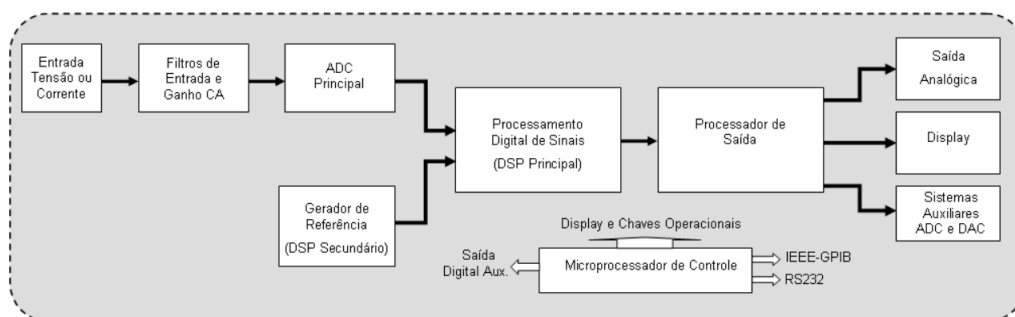 Entrada
Tensão ou
Corrente
Filtros de
Entrada e
Ganho CA
ADC
Principal
Gerador de
Referência
(DSP Secundário)
Processamento
Digital de Sinais
(DSP Principal)
Processador de
Saída
Saída
Analógica
Display
Sistemas
Auxiliares
ADC e DAC
Display e Chaves Operacionais
Saída
Digital Aux.
Microprocessador de Controle
IEEE-GPIB
RS232